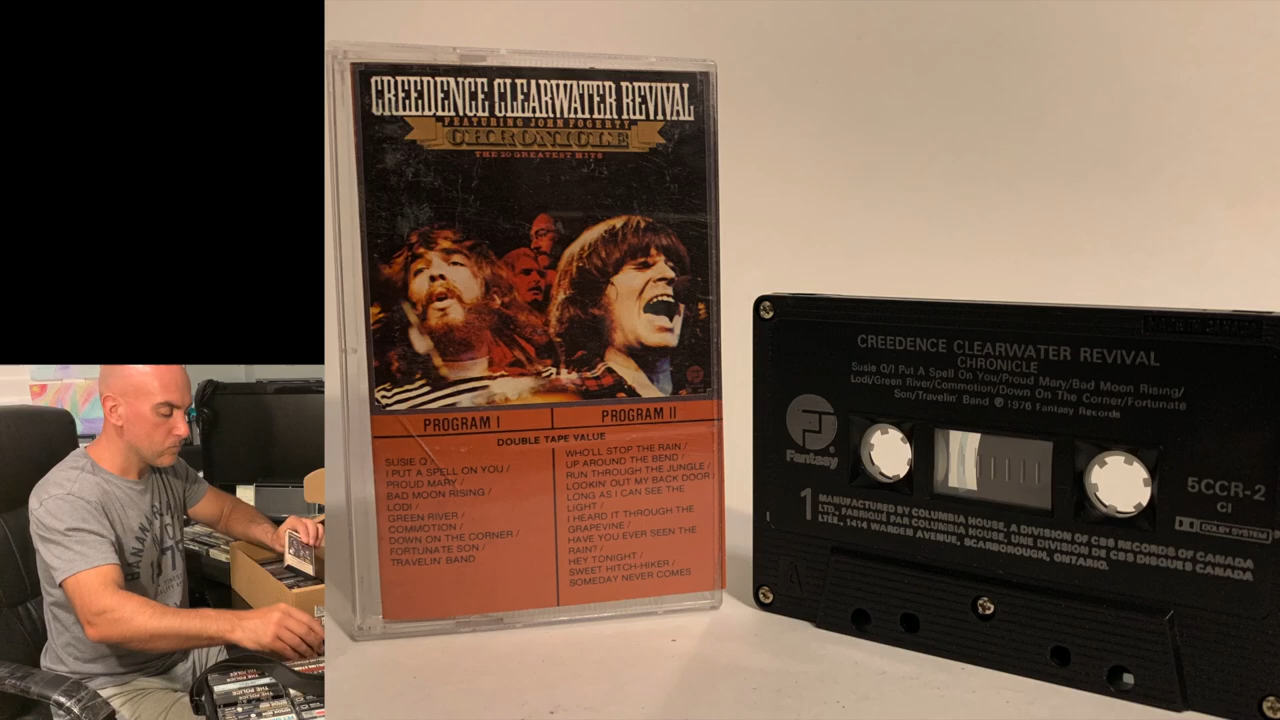 CREEDENCE CLEARWATER REVIVAL
FEATURING JOHN FOGERTY
CHRONICLE
THE 20 GREATEST HITS
PROGRAM I
PROGRAM II
DOUBLE TAPE VALUE
SUSIE Q /
I PUT A SPELL ON YOU /
PROUD MARY /
BAD MOON RISING /
LODI /
GREEN RIVER /
COMMOTION /
DOWN ON THE CORNER /
FORTUNATE SON /
TRAVELIN' BAND
WHO'LL STOP THE RAIN /
UP AROUND THE BEND /
RUN THROUGH THE JUNGLE /
LOOKIN' OUT MY BACK DOOR /
LONG AS I CAN SEE THE
LIGHT /
I HEARD IT THROUGH THE
GRAPEVINE /
HAVE YOU EVER SEEN THE
RAIN? /
HEY TONIGHT /
SWEET HITCH-HIKER /
SOMEDAY NEVER COMES
CREEDENCE CLEARWATER REVIVAL
CHRONICLE
Susie Q/I Put A Spell On You/Proud Mary/Bad Moon Rising/
Lodi/Green River/Commotion/Down On The Corner/Fortunate
Son/Travelin' Band ℗ 1976 Fantasy Records
Fantasy
1
5CCR-2
CI
DOLBY SYSTEM
MANUFACTURED BY COLUMBIA HOUSE, A DIVISION OF CBS RECORDS OF CANADA
LTD., FABRIQUÉ PAR COLUMBIA HOUSE, UNE DIVISION DE CBS DISQUES CANADA
LTÉE., 1414 WARDEN AVENUE, SCARBOROUGH, ONTARIO.
A
THE POLICE
THE POLICE